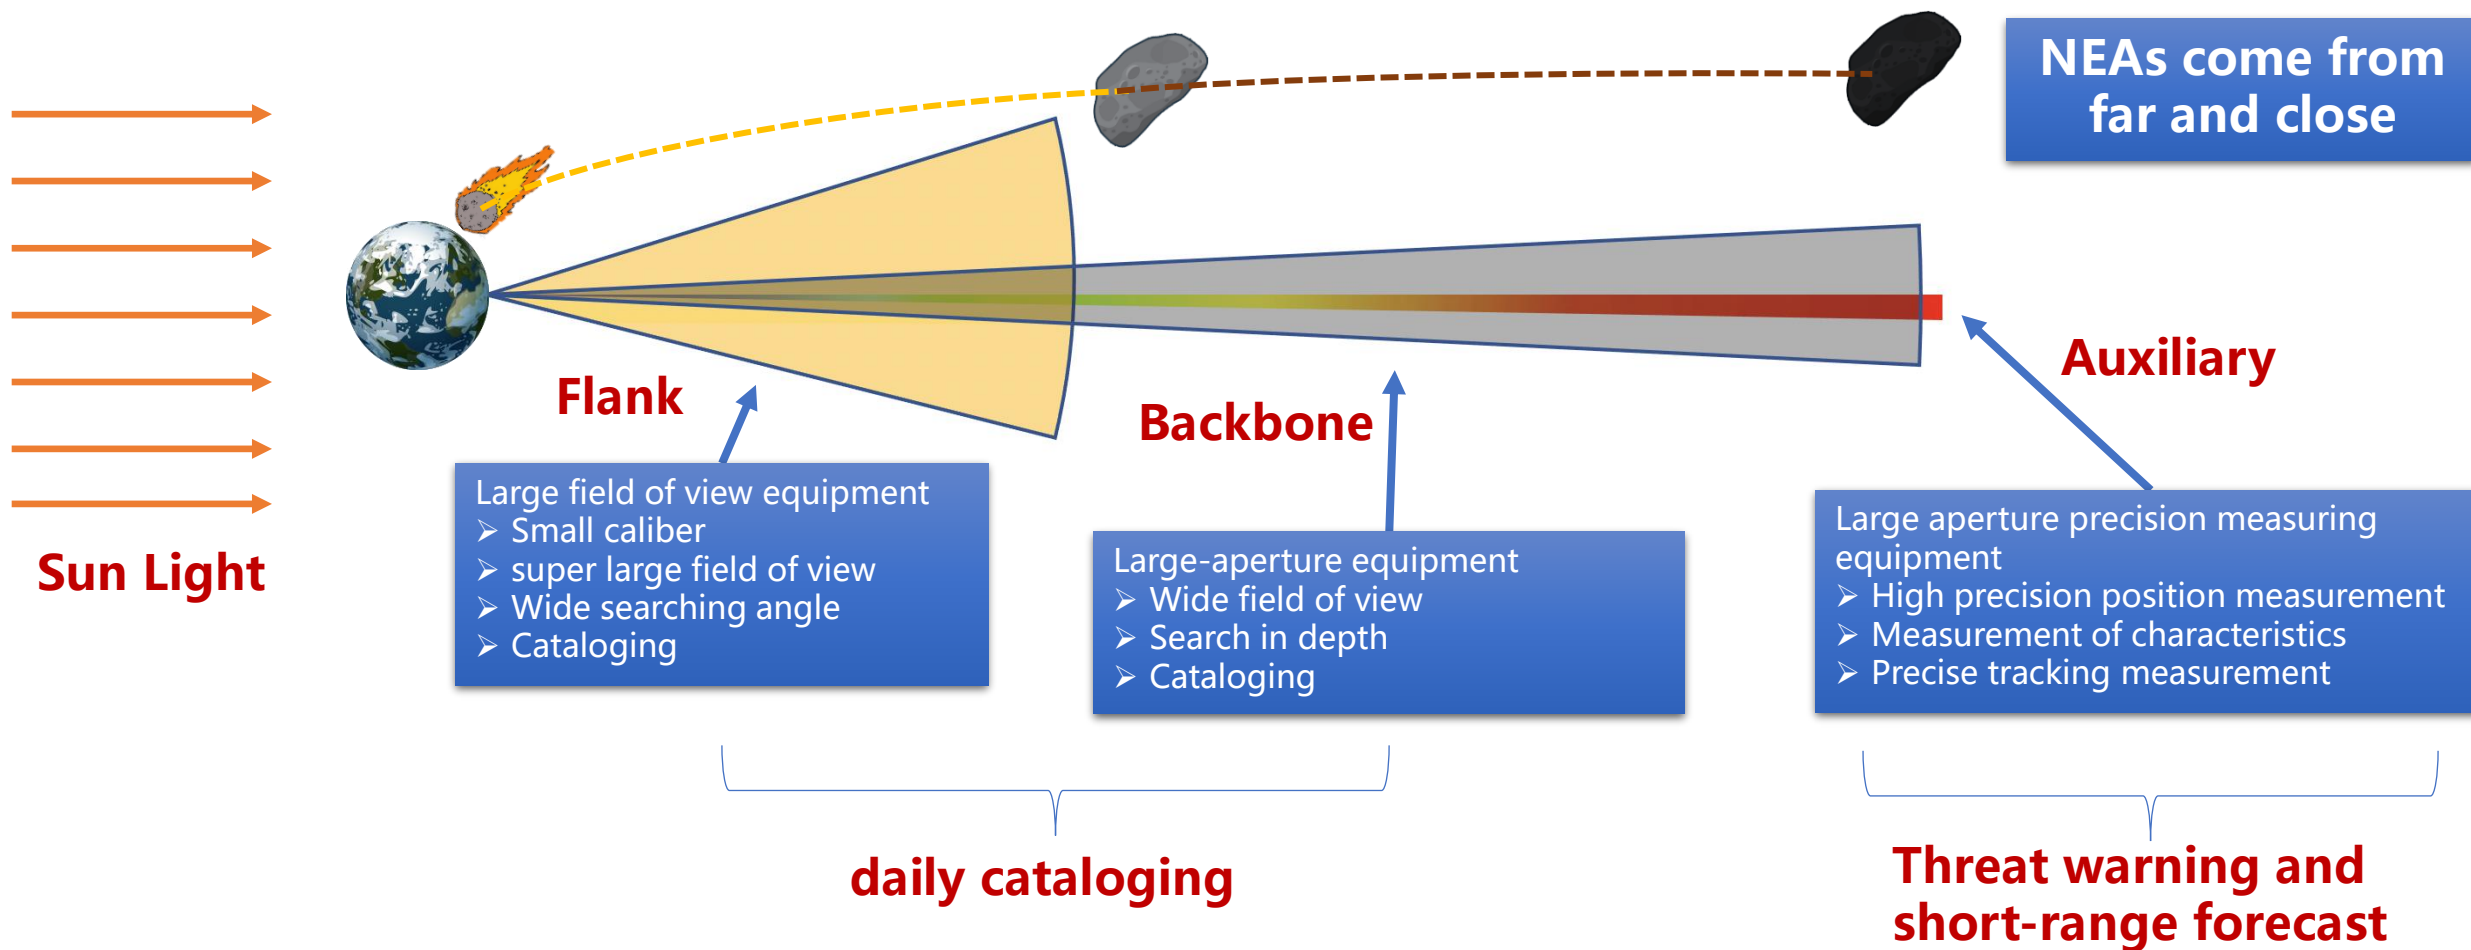 NEAs come from
far and close
Sun Light
Flank
Backbone
Auxiliary
Large field of view equipment
➢ Small caliber
➢ super large field of view
➢ Wide searching angle
➢ Cataloging
Large-aperture equipment
➢ Wide field of view
➢ Search in depth
➢ Cataloging
Large aperture precision measuring
equipment
➢ High precision position measurement
➢ Measurement of characteristics
➢ Precise tracking measurement
daily cataloging
Threat warning and
short-range forecast